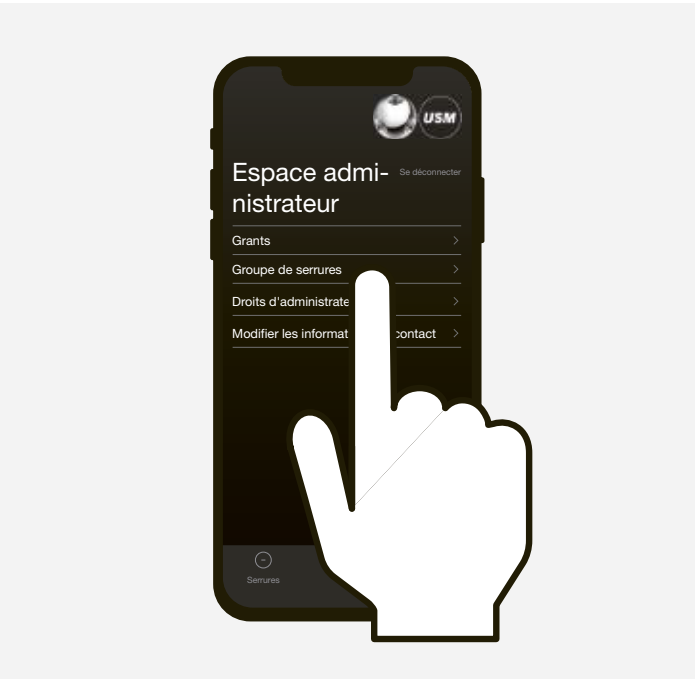 USM
Espace admi-
Se déconnecter
nistrateur
Grants
Groupe de serrures
Droits d'administrate
Modifier les informat contact
Serrures